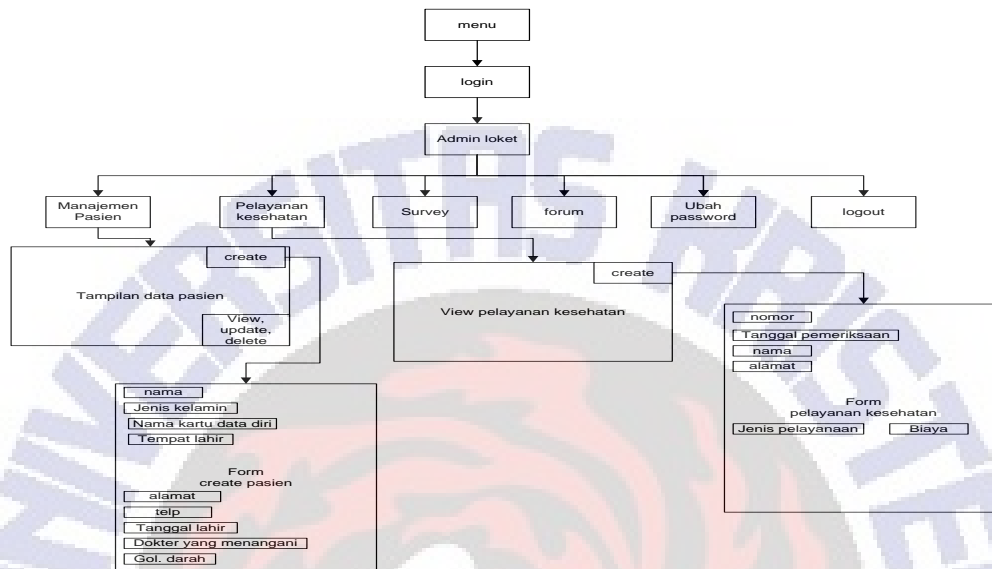 menu
login
Admin loket
Manajemen
Pasien
Pelayanan
kesehatan
Survey
forum
Ubah
password
logout
create
Tampilan data pasien
View,
update,
delete
create
View pelayanan kesehatan
nomor
Tanggal pemeriksaan
nama
alamat
Form
pelayanan kesehatan
Jenis pelayanaan
Biaya
nama
Jenis kelamin
Nama kartu data diri
Tempat lahir
Form
create pasien
alamat
telp
Tanggal lahir
Dokter yang menangani
Gol. darah
UNIVERSITAS KRISTE